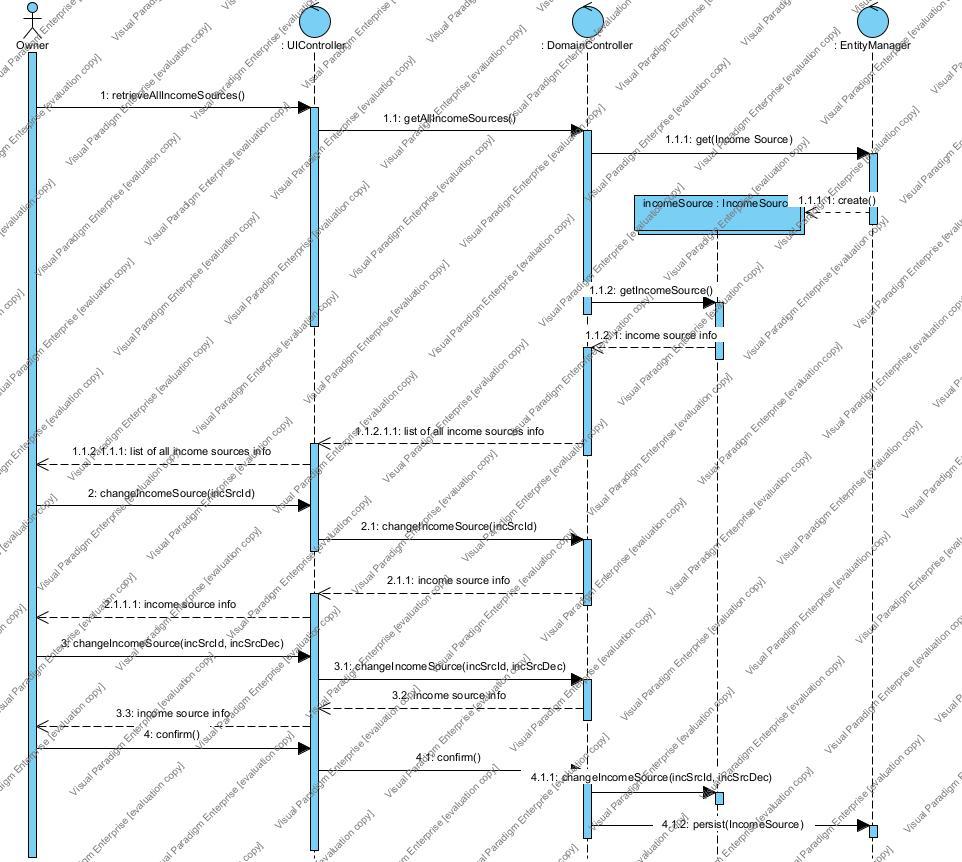 Owner
: UIController
: DomainController
: EntityManager
1: retrieveAllIncomeSources()
1.1: getAllIncomeSources()
1.1.1: get(Income Source)
incomeSource : IncomeSourc
1.1.1.1: create()
1.1.2: getIncomeSource()
1.1.2.1: income source info
1.1.2.1.1: list of all income sources info
1.1.2.1.1.1: list of all income sources info
2: changeIncomeSource(incSrcId)
2.1: changeIncomeSource(incSrcId)
2.1.1: income source info
2.1.1.1: income source info
3: changeIncomeSource(incSrcId, incSrcDec)
3.1: changeIncomeSource(incSrcId, incSrcDec)
3.2: income source info
3.3: income source info
4: confirm()
4.1: confirm()
4.1.1: changeIncomeSource(incSrcId, incSrcDec)
4.1.2: persist(IncomeSource)
Visual Paradigm Enterprise [evaluation copy]